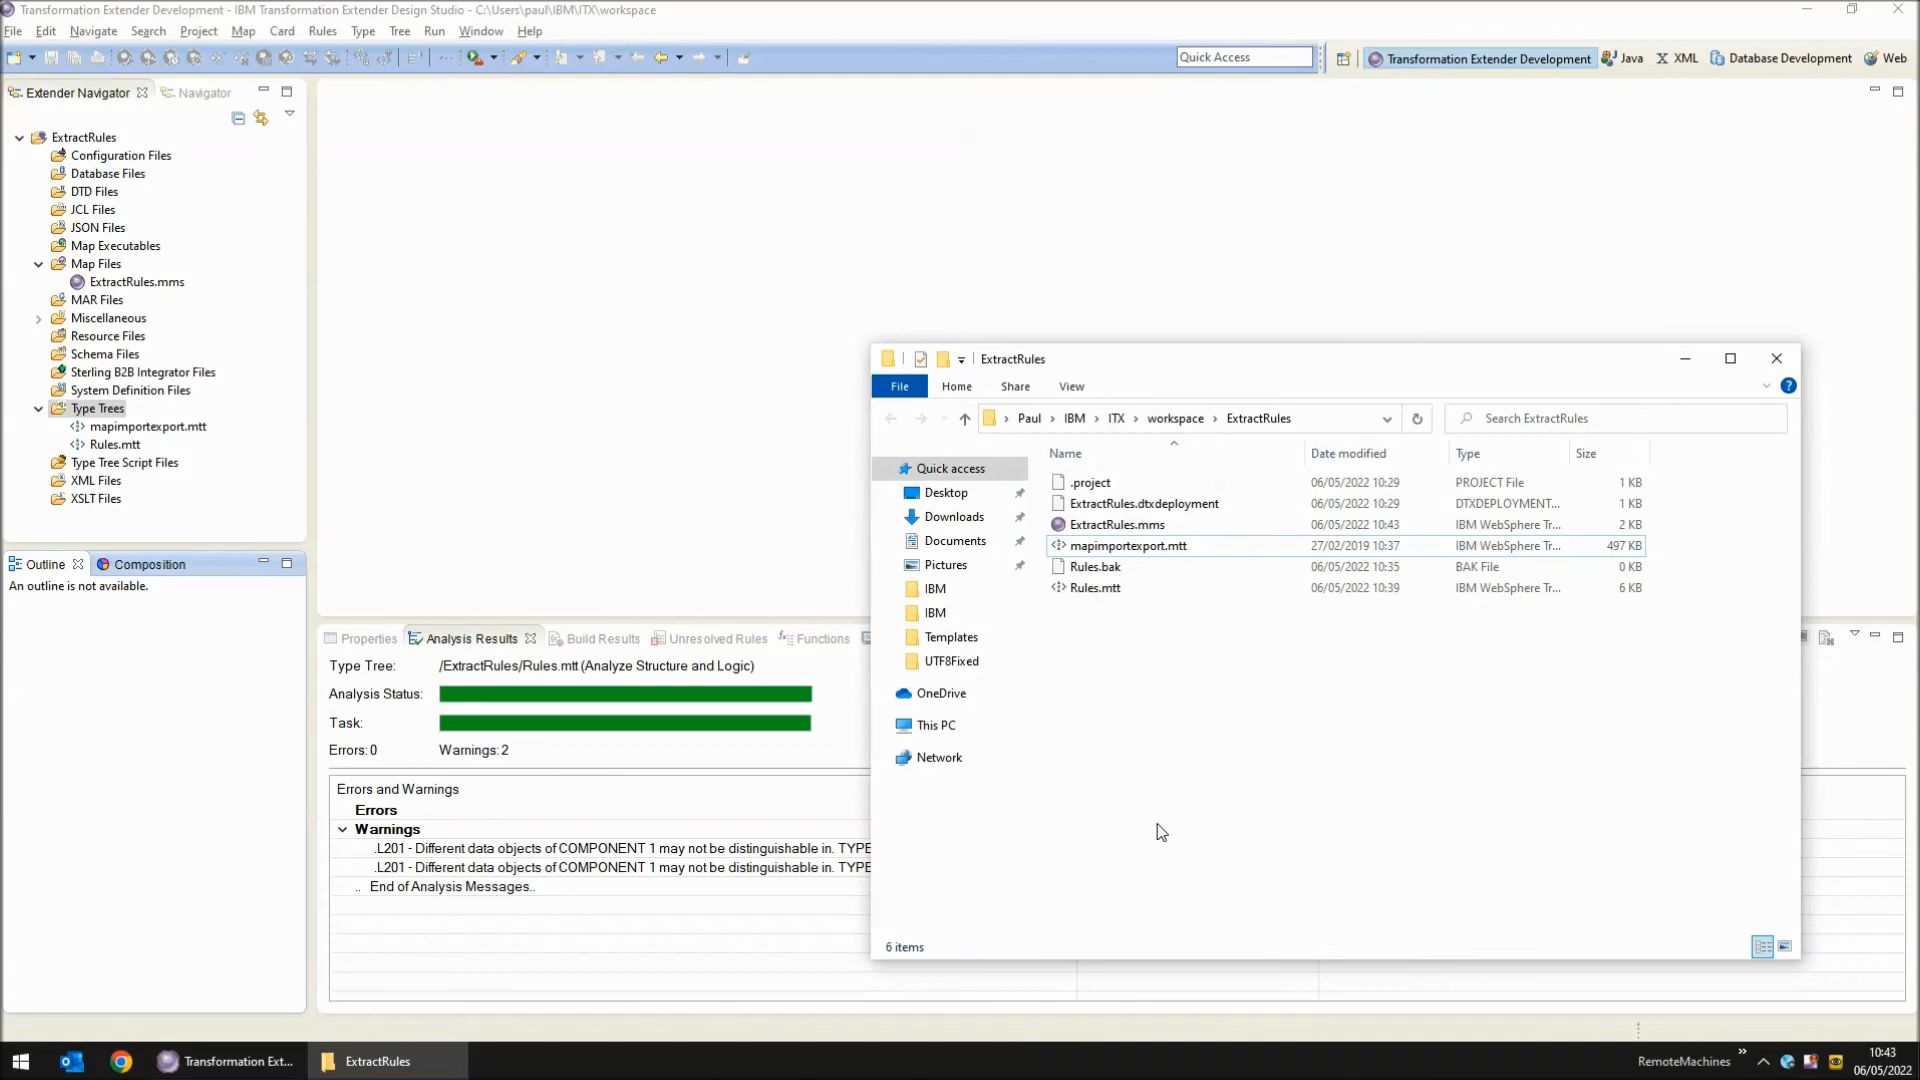 Transformation Extender Development - IBM Transformation Extender Design Studio - C:\Users\paul\IBM\ITX\workspace
File Edit Navigate Search Project Map Card Rules Type Tree Run Window Help
Quick Access
Transformation Extender Development Java XML Database Development Web
Extender Navigator Navigator
ExtractRules
Configuration Files
Database Files
DTD Files
JCL Files
JSON Files
Map Executables
Map Files
ExtractRules.mms
MAR Files
Miscellaneous
Resource Files
Schema Files
Sterling B2B Integrator Files
System Definition Files
Type Trees
mapimportexport.mtt
Rules.mtt
Type Tree Script Files
XML Files
XSLT Files
Outline Composition
An outline is not available.
Properties Analysis Results Build Results Unresolved Rules Functions
Type Tree: /ExtractRules/Rules.mtt (Analyze Structure and Logic)
Analysis Status:
Task:
Errors: 0 Warnings: 2
Errors and Warnings
Errors
Warnings
.L201 - Different data objects of COMPONENT 1 may not be distinguishable in. TYPE
.L201 - Different data objects of COMPONENT 1 may not be distinguishable in. TYPE
.. End of Analysis Messages..
ExtractRules
File Home Share View
Paul > IBM > ITX > workspace > ExtractRules
Search ExtractRules
Name Date modified Type Size
.project 06/05/2022 10:29 PROJECT File 1 KB
ExtractRules.dtxdeployment 06/05/2022 10:29 DTXDEPLOYMENT... 1 KB
ExtractRules.mms 06/05/2022 10:43 IBM WebSphere Tr... 2 KB
mapimportexport.mtt 27/02/2019 10:37 IBM WebSphere Tr... 497 KB
Rules.bak 06/05/2022 10:35 BAK File 0 KB
Rules.mtt 06/05/2022 10:39 IBM WebSphere Tr... 6 KB
Quick access
Desktop
Downloads
Documents
Pictures
IBM
IBM
Templates
UTF8Fixed
OneDrive
This PC
Network
6 items
Transformation Ext...
ExtractRules
RemoteMachines
10:43
06/05/2022